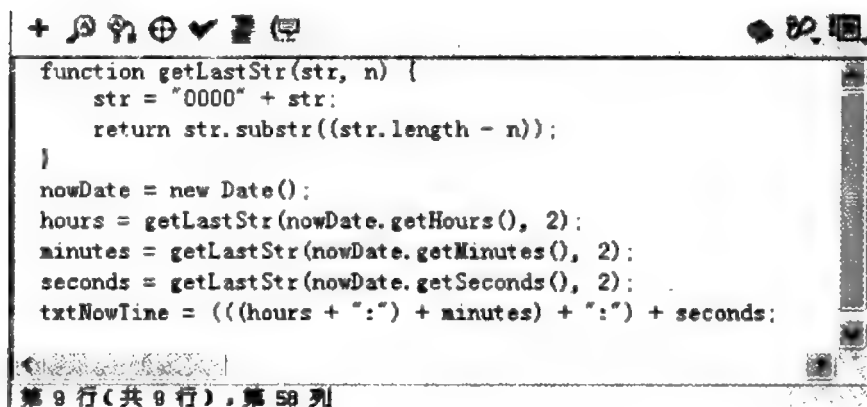 function getLastStr(str, n) {
    str = "0000" + str;
    return str.substr((str.length - n));
}
nowDate = new Date();
hours = getLastStr(nowDate.getHours(), 2);
minutes = getLastStr(nowDate.getMinutes(), 2);
seconds = getLastStr(nowDate.getSeconds(), 2);
txtNowTime = (((hours + ":") + minutes) + ":") + seconds;
第 9 行(共 9 行)，第 58 列